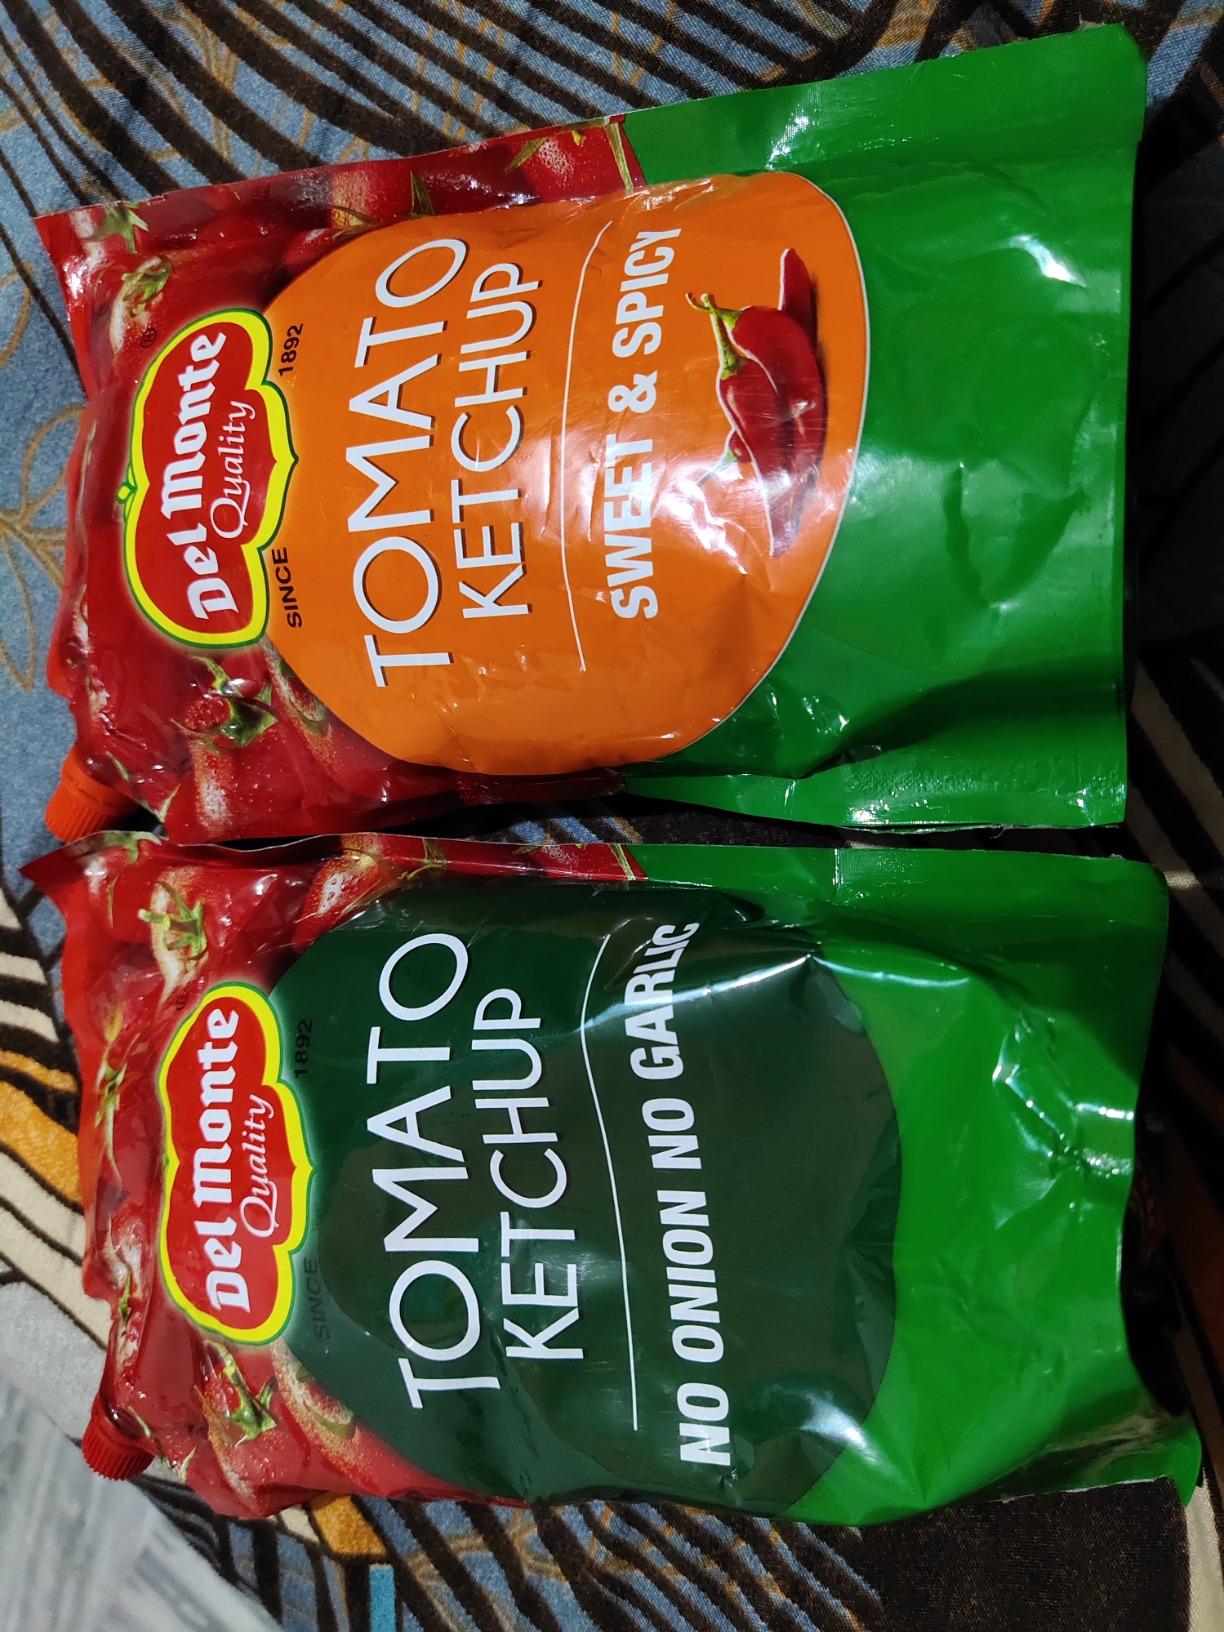 Del Monte
®
Quality
SINCE 1892
TOMATO
KETCHUP
SWEET & SPICY
Del Monte
®
Quality
SINCE 1892
TOMATO
KETCHUP
NO ONION NO GARLIC